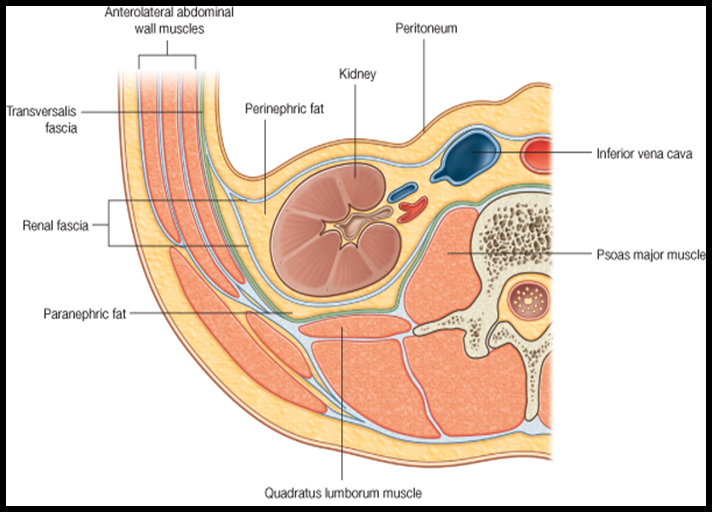 Anterolateral abdominal
wall muscles
Peritoneum
Kidney
Perinephric fat
Transversalis
fascia
Inferior vena cava
Renal fascia
Psoas major muscle
Paranephric fat
Quadratus lumborum muscle